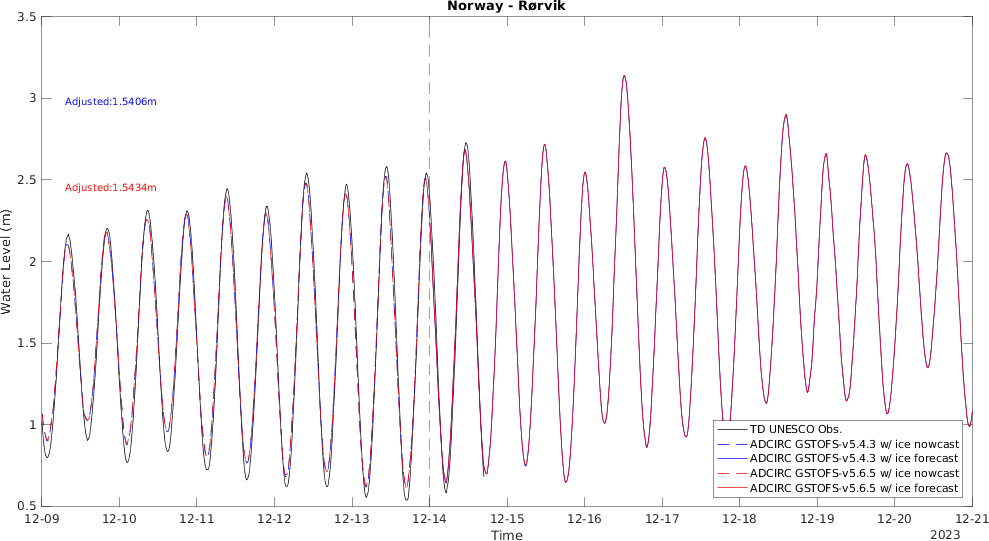 Norway - Rørvik
3.5
3
2.5
2
1.5
1
0.5
Water Level (m)
Adjusted:1.5406m
Adjusted:1.5434m
TD UNESCO Obs.
ADCIRC GSTOFS-v5.4.3 w/ ice nowcast
ADCIRC GSTOFS-v5.4.3 w/ ice forecast
ADCIRC GSTOFS-v5.6.5 w/ ice nowcast
ADCIRC GSTOFS-v5.6.5 w/ ice forecast
12-09 12-10 12-11 12-12 12-13 12-14 12-15 12-16 12-17 12-18 12-19 12-20 12-21
Time
2023